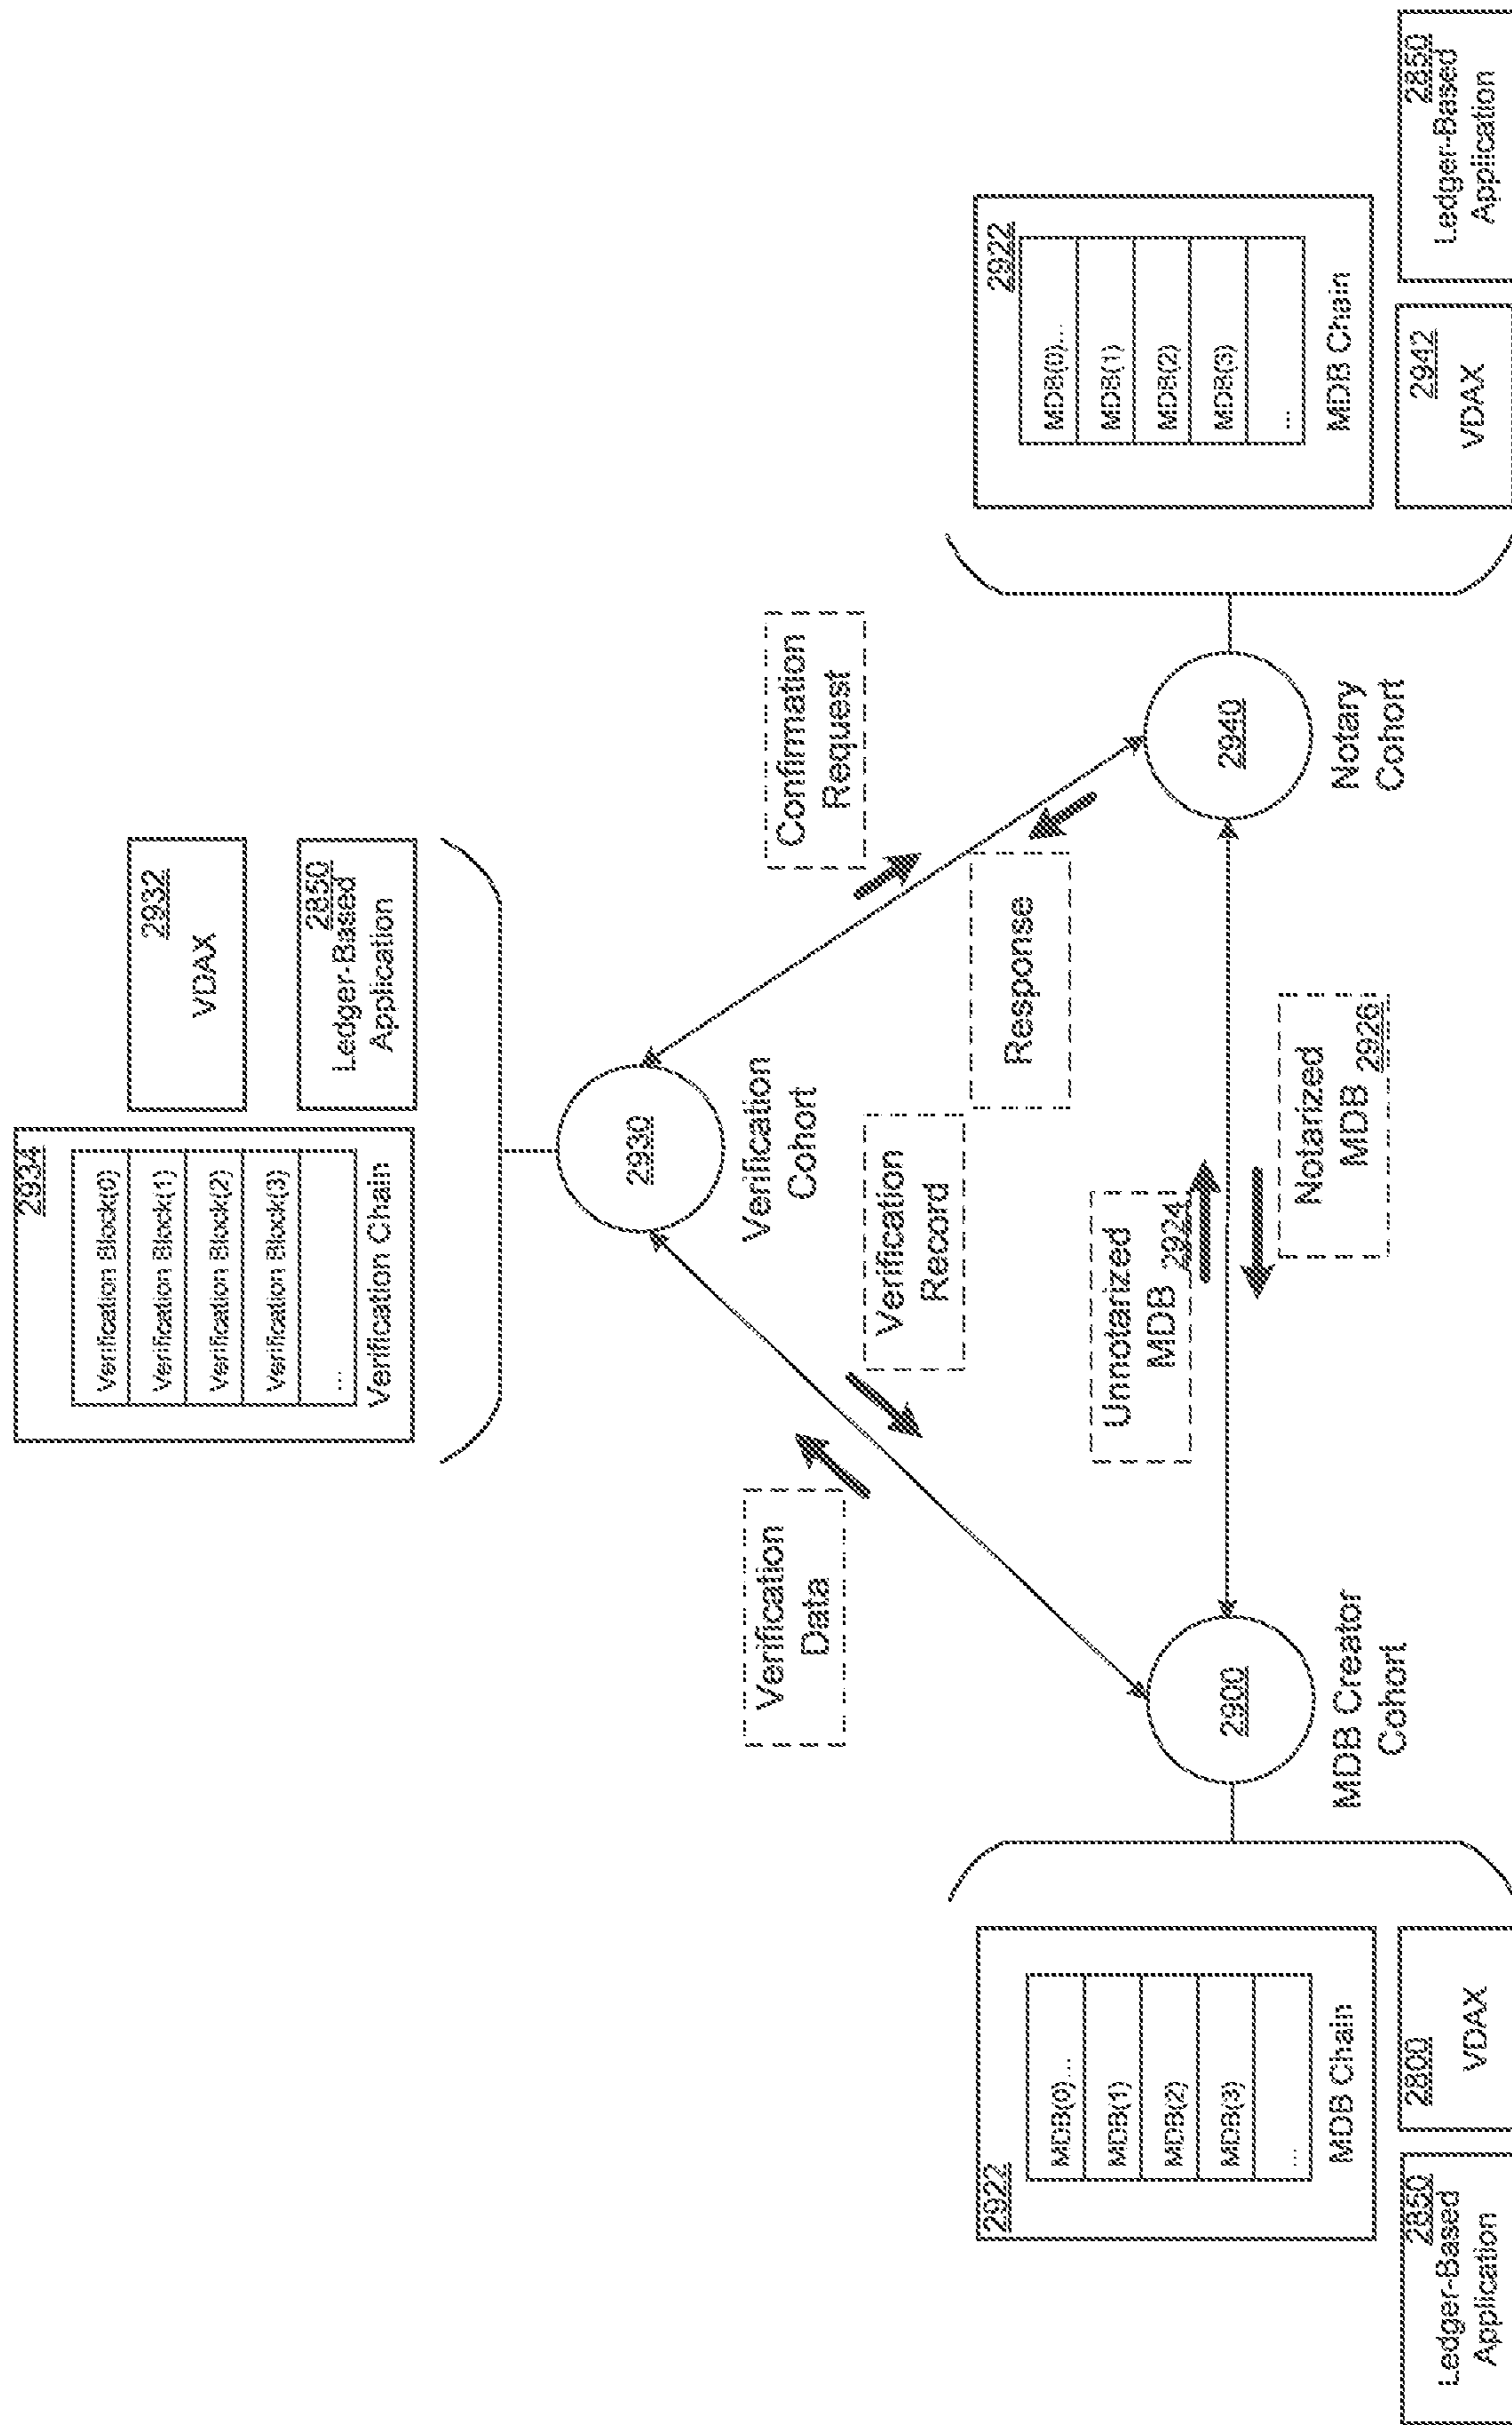 2934
Verification Block(0)
Verification Block(1)
Verification Block(2)
Verification Block(3)
...
Verification Chain
2932
VDAX
2850
Ledger-Based
Application
2930
Verification
Cohort
Verification
Data
Verification
Record
Confirmation
Request
Response
Unnotarized
MDB 2924
Notarized
MDB 2926
2900
MDB Creator
Cohort
2940
Notary
Cohort
2922
MDB(0)...
MDB(1)
MDB(2)
MDB(3)
...
MDB Chain
2850
Ledger-Based
Application
2800
VDAX
2922
MDB(0)...
MDB(1)
MDB(2)
MDB(3)
...
MDB Chain
2942
VDAX
2850
Ledger-Based
Application